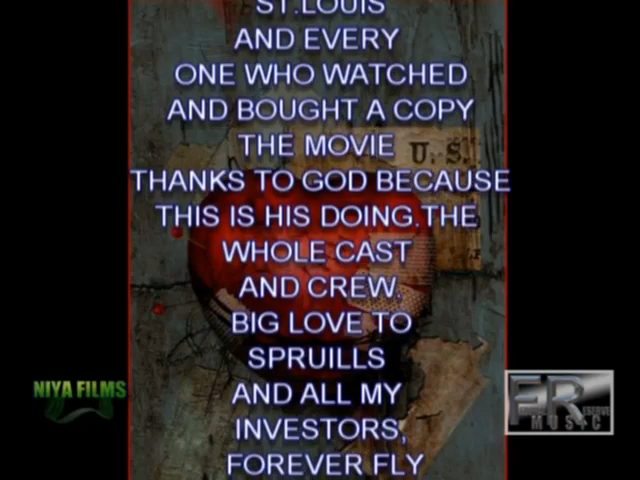 ST.LOUIS
AND EVERY
ONE WHO WATCHED
AND BOUGHT A COPY
THE MOVIE
U.S.
THANKS TO GOD BECAUSE
THIS IS HIS DOING.THE
WHOLE CAST
AND CREW.
BIG LOVE TO
SPRUILLS
AND ALL MY
INVESTORS,
FOREVER FLY
NIYA FILMS
FR
MUSIC